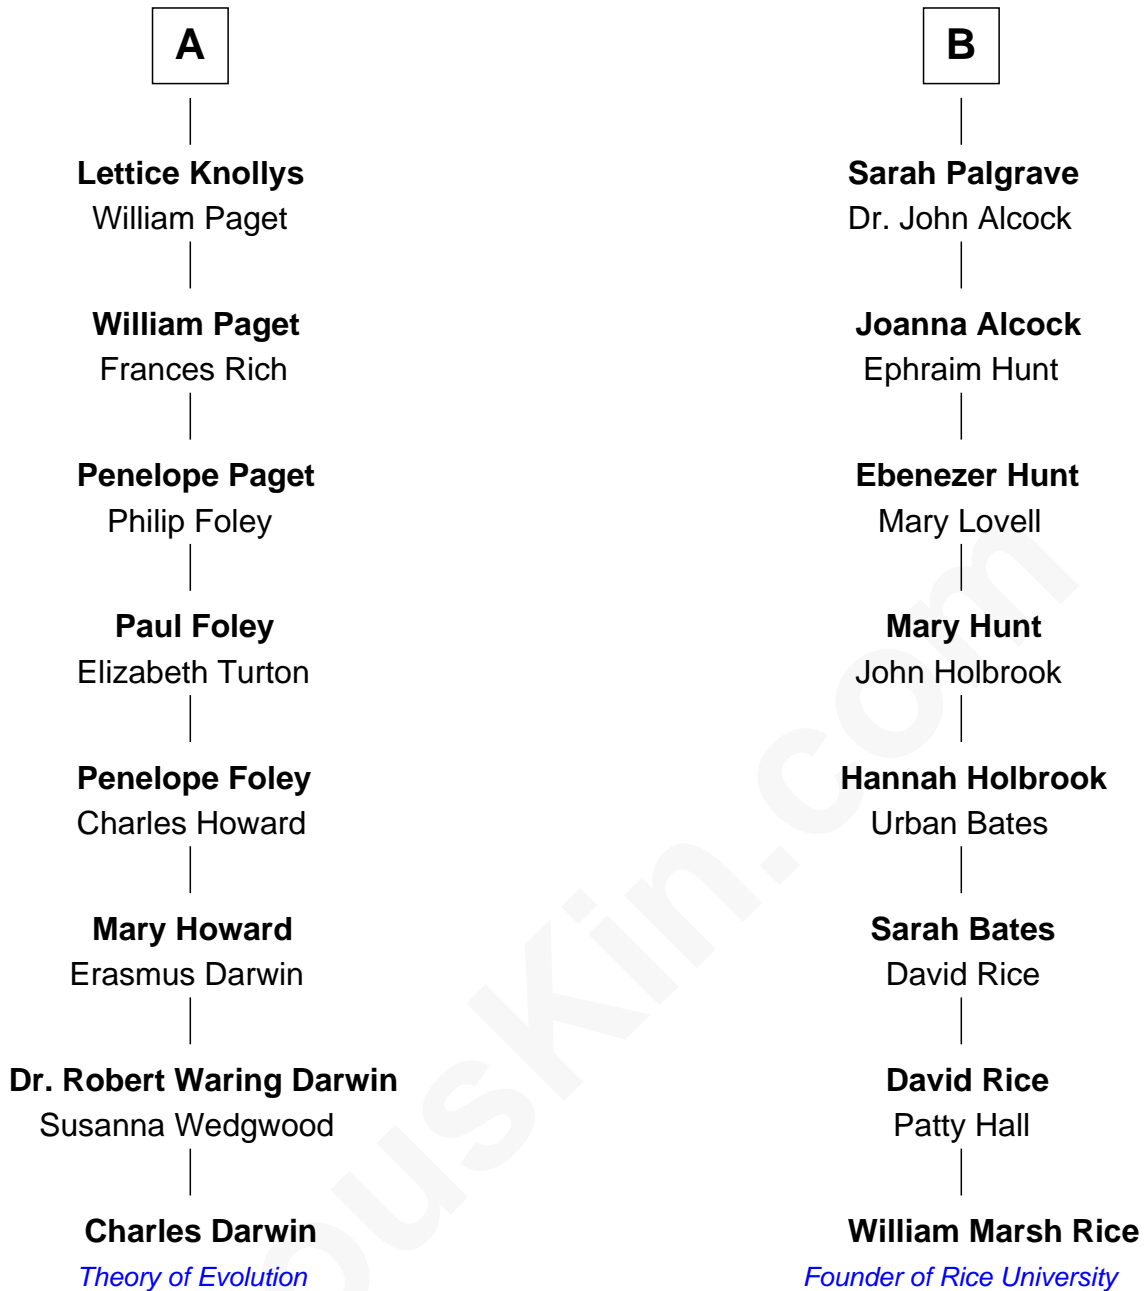 A
Lettice Knollys
William Paget
William Paget
Frances Rich
Penelope Paget
Philip Foley
Paul Foley
Elizabeth Turton
Penelope Foley
Charles Howard
Mary Howard
Erasmus Darwin
Dr. Robert Waring Darwin
Susanna Wedgwood
Charles Darwin
Theory of Evolution
B
Sarah Palgrave
Dr. John Alcock
Joanna Alcock
Ephraim Hunt
Ebenezer Hunt
Mary Lovell
Mary Hunt
John Holbrook
Hannah Holbrook
Urban Bates
Sarah Bates
David Rice
David Rice
Patty Hall
William Marsh Rice
Founder of Rice University
ousKin.com